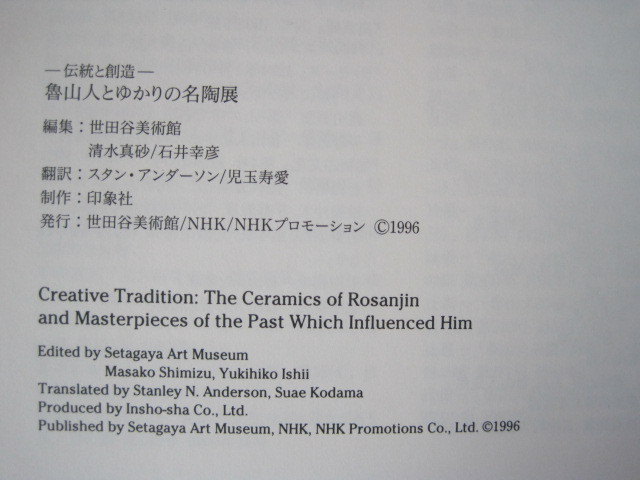 ―伝統と創造―
魯山人とゆかりの名陶展
編集：世田谷美術館
清水真砂/石井幸彦
翻訳：スタン・アンダーソン/児玉寿愛
制作：印象社
発行：世田谷美術館/NHK/NHKプロモーション ©1996
Creative Tradition: The Ceramics of Rosanjin
and Masterpieces of the Past Which Influenced Him
Edited by Setagaya Art Museum
Masako Shimizu, Yukihiko Ishii
Translated by Stanley N. Anderson, Suae Kodama
Produced by Insho-sha Co., Ltd.
Published by Setagaya Art Museum, NHK, NHK Promotions Co., Ltd. ©1996